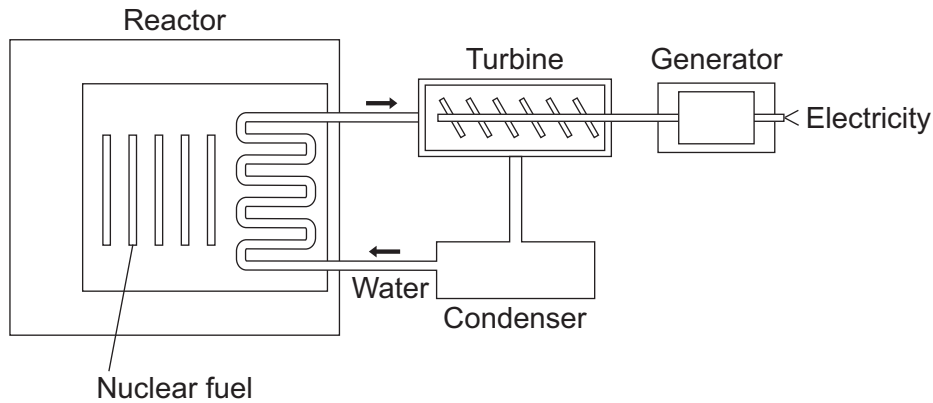 Reactor
Turbine
Generator
Electricity
Water
Condenser
Nuclear fuel